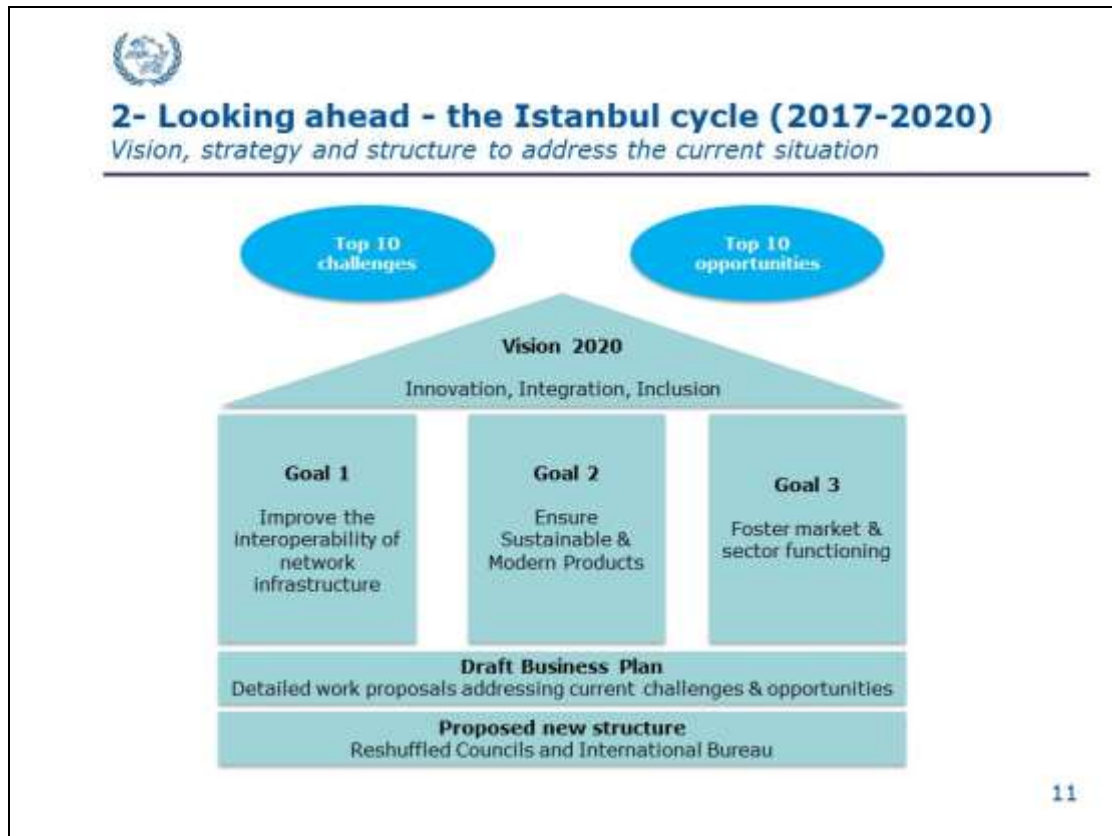 2- Looking ahead - the Istanbul cycle (2017-2020)
Vision, strategy and structure to address the current situation
Top 10
challenges
Top 10
opportunities
Vision 2020
Innovation, Integration, Inclusion
Goal 1
Improve the
interoperability of
network
infrastructure
Goal 2
Ensure
Sustainable &
Modern Products
Goal 3
Foster market &
sector functioning
Draft Business Plan
Detailed work proposals addressing current challenges & opportunities
Proposed new structure
Reshuffled Councils and International Bureau
11